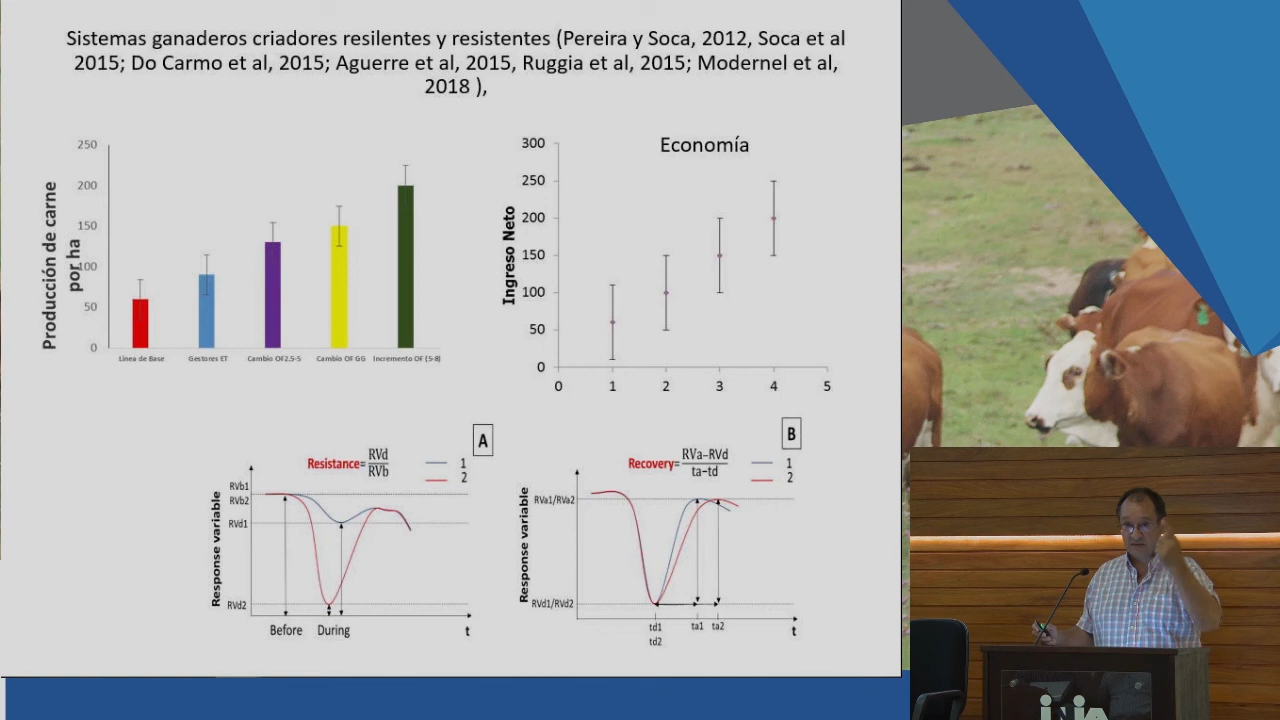 Sistemas ganaderos criadores resilentes y resistentes (Pereira y Soca, 2012, Soca et al
2015; Do Carmo et al, 2015; Aguerre et al, 2015, Ruggia et al, 2015; Modernel et al,
2018 ),
Producción de carne
por ha
250
200
150
100
50
0
Linea de Base
Gestores ET
Cambio OF2.5-5
Cambio OF GG
Incremento OF (5-8)
Economía
Ingreso Neto
300
250
200
150
100
50
0
0
1
2
3
4
5
A
Resistance=
RVd
RVb
1
2
Response variable
RVb1
RVb2
RVd1
RVd2
Before
During
t
B
Recovery=
RVa-RVd
ta-td
1
2
Response variable
RVa1/RVa2
RVd1/RVd2
td1
td2
ta1
ta2
t
iNiA